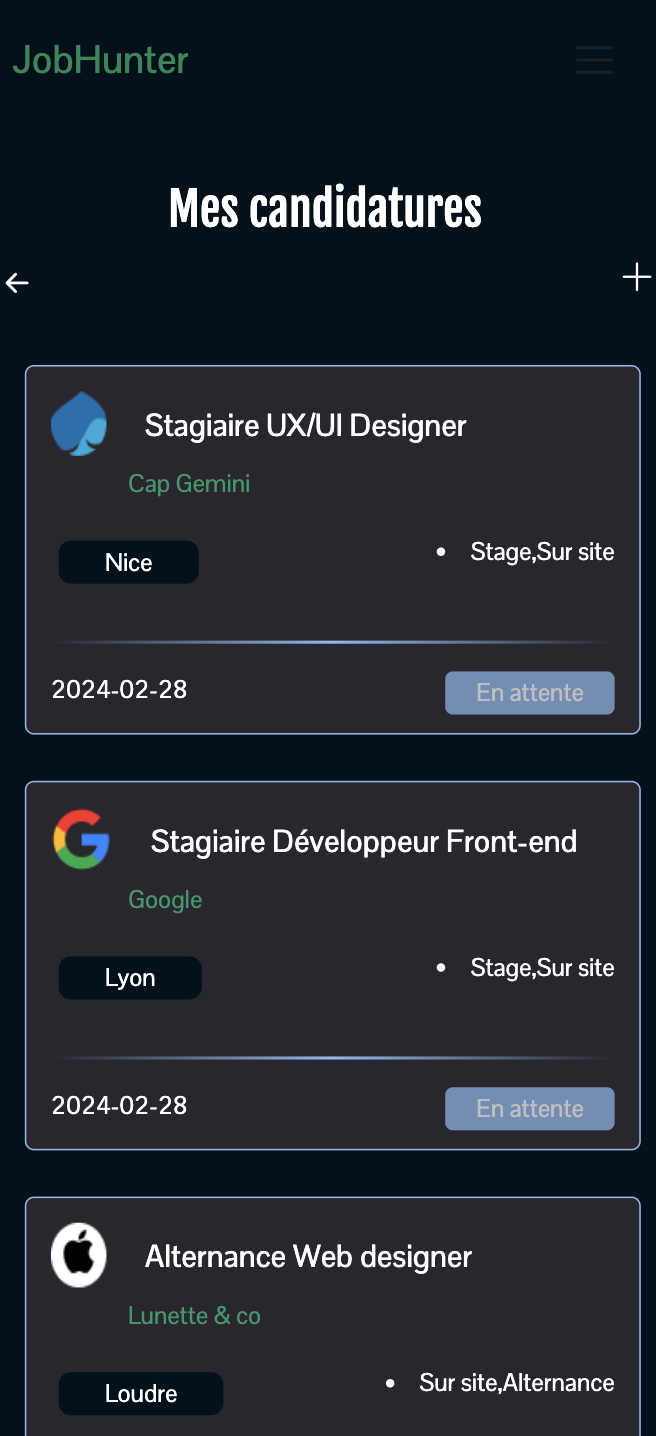 JobHunter
Mes candidatures
Stagiaire UX/UI Designer
Cap Gemini
Nice
• Stage,Sur site
2024-02-28
En attente
Stagiaire Développeur Front-end
Google
Lyon
• Stage,Sur site
2024-02-28
En attente
Alternance Web designer
Lunette & co
Loudre
• Sur site,Alternance